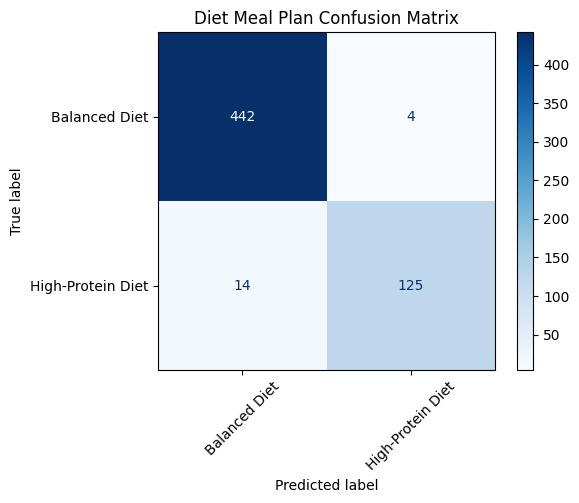 Diet Meal Plan Confusion Matrix
Balanced Diet
442
4
High-Protein Diet
14
125
True label
Balanced Diet
High-Protein Diet
Predicted label
400
350
300
250
200
150
100
50